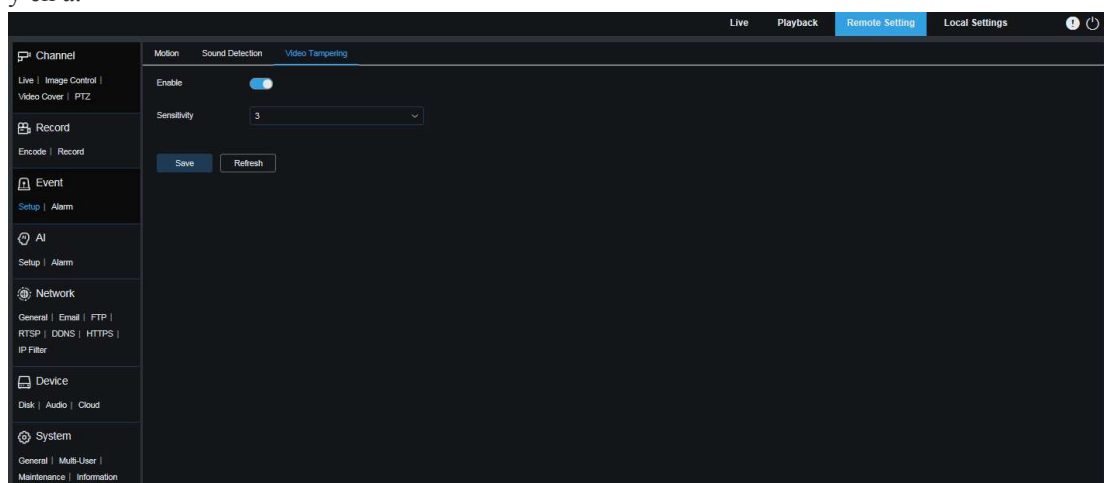 Live Playback Remote Setting Local Settings
Channel
Live | Image Control |
Video Cover | PTZ
Record
Encode | Record
Event
Setup | Alarm
AI
Setup | Alarm
Network
General | Email | FTP |
RTSP | DDNS | HTTPS |
IP Filter
Device
Disk | Audio | Cloud
System
General | Multi-User |
Maintenance | Information
Motion Sound Detection Video Tampering
Enable
Sensitivity 3
Save Refresh